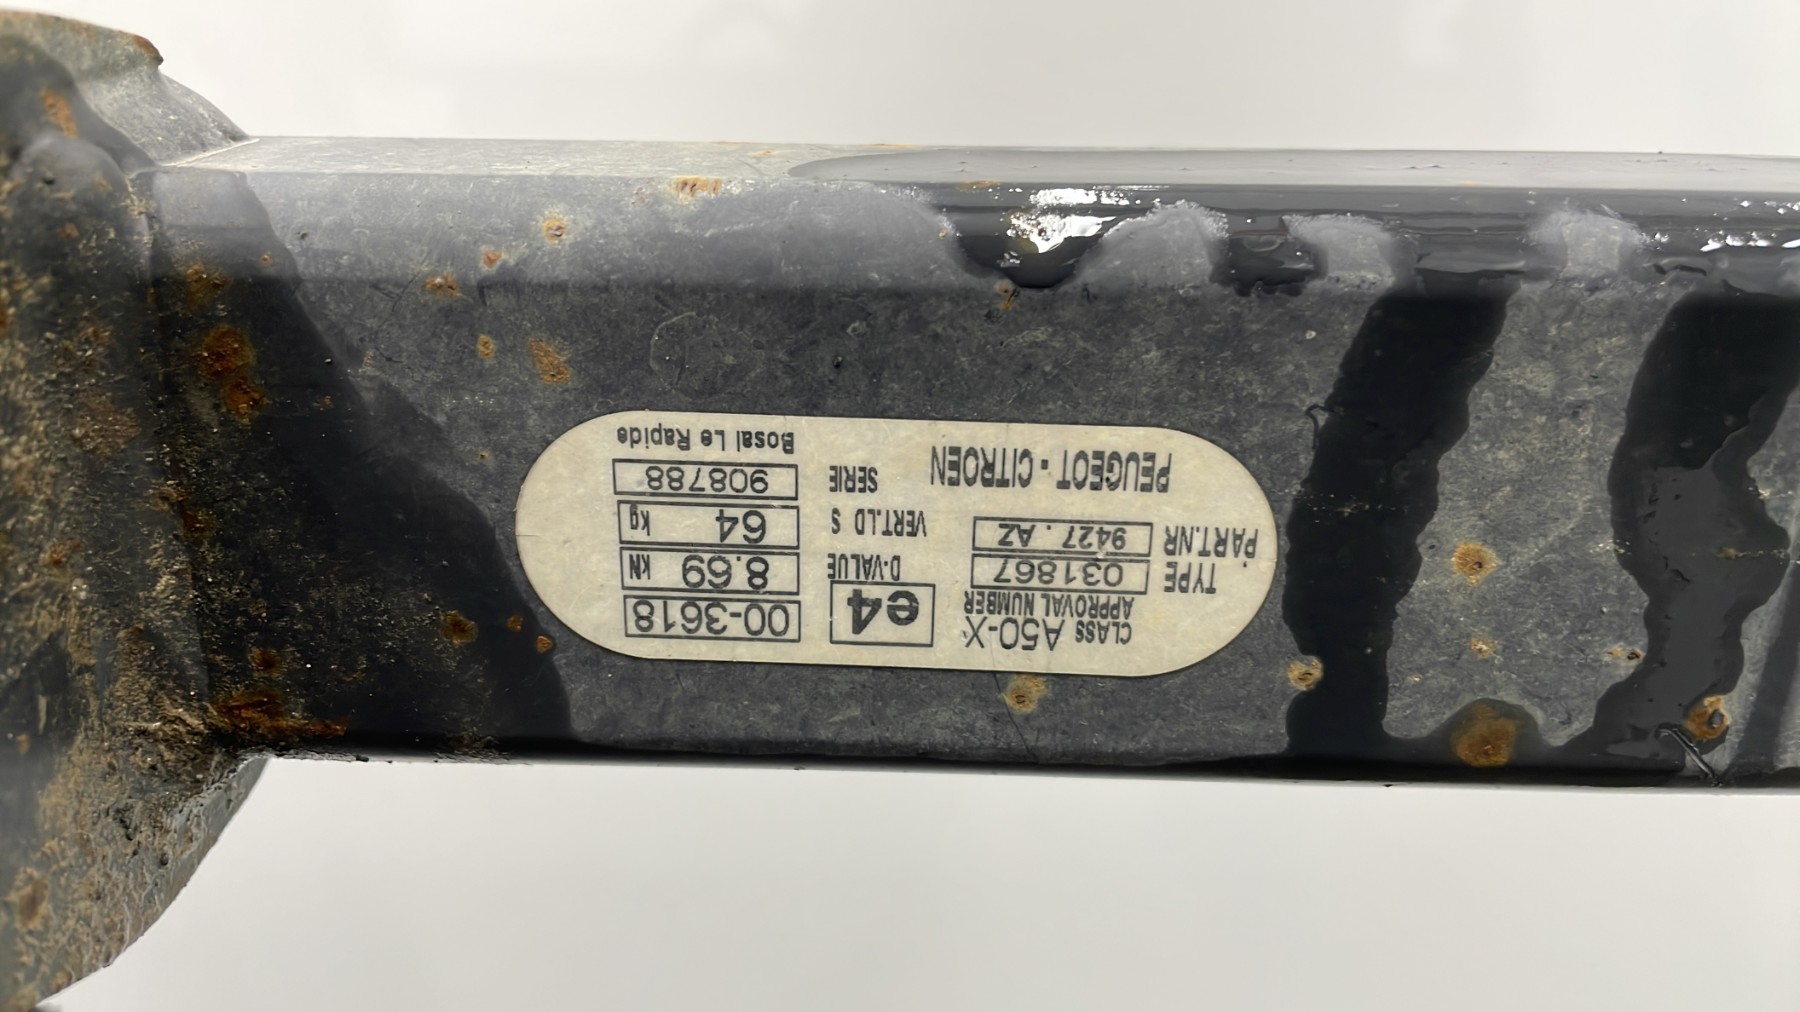 CLASS A50-X e4 00-3618
APPROVAL NUMBER
TYPE 031867 D-VALUE 8.69 kN
PART.NR 9427.AZ VERT.LD S 64 kg
PEUGEOT - CITROEN SERIE 908788
Bosal Le Rapide